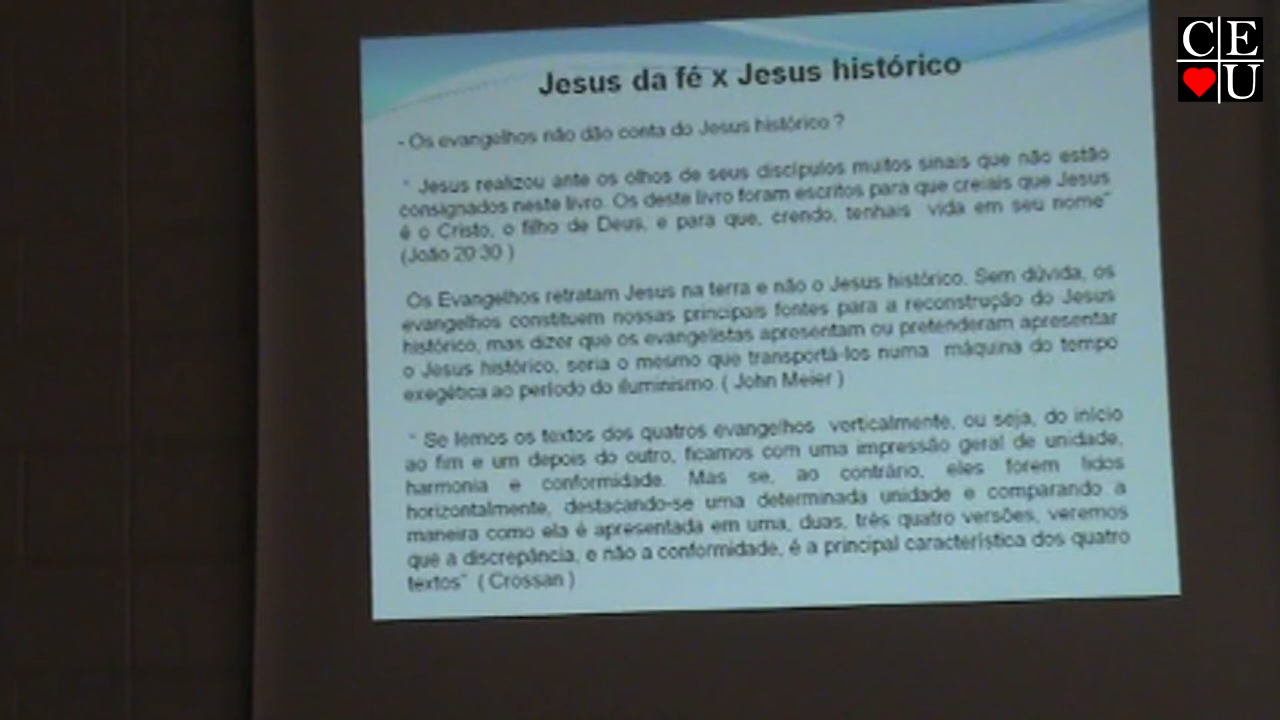 Jesus da fé x Jesus histórico
- Os evangelhos não dão conta do Jesus histórico ?
" Jesus realizou ante os olhos de seus discípulos muitos sinais que não estão
consignados neste livro. Os deste livro foram escritos para que creiais que Jesus
é o Cristo, o filho de Deus, e para que, crendo, tenhais vida em seu nome"
(João 20:30 )
Os Evangelhos retratam Jesus na terra e não o Jesus histórico. Sem dúvida, os
evangelhos constituem nossas principais fontes para a reconstrução do Jesus
histórico, mas dizer que os evangelistas apresentam ou pretenderam apresentar
o Jesus histórico, seria o mesmo que transportá-los numa máquina do tempo
exegética ao período do iluminismo. ( John Meier )
" Se lemos os textos dos quatros evangelhos verticalmente, ou seja, do início
ao fim e um depois do outro, ficamos com uma impressão geral de unidade,
harmonia e conformidade. Mas se, ao contrário, eles forem lidos
horizontalmente, destacando-se uma determinada unidade e comparando a
maneira como ela é apresentada em uma, duas, três quatro versões, veremos
que a discrepância, e não a conformidade, é a principal característica dos quatro
textos" ( Crossan )
C E
U